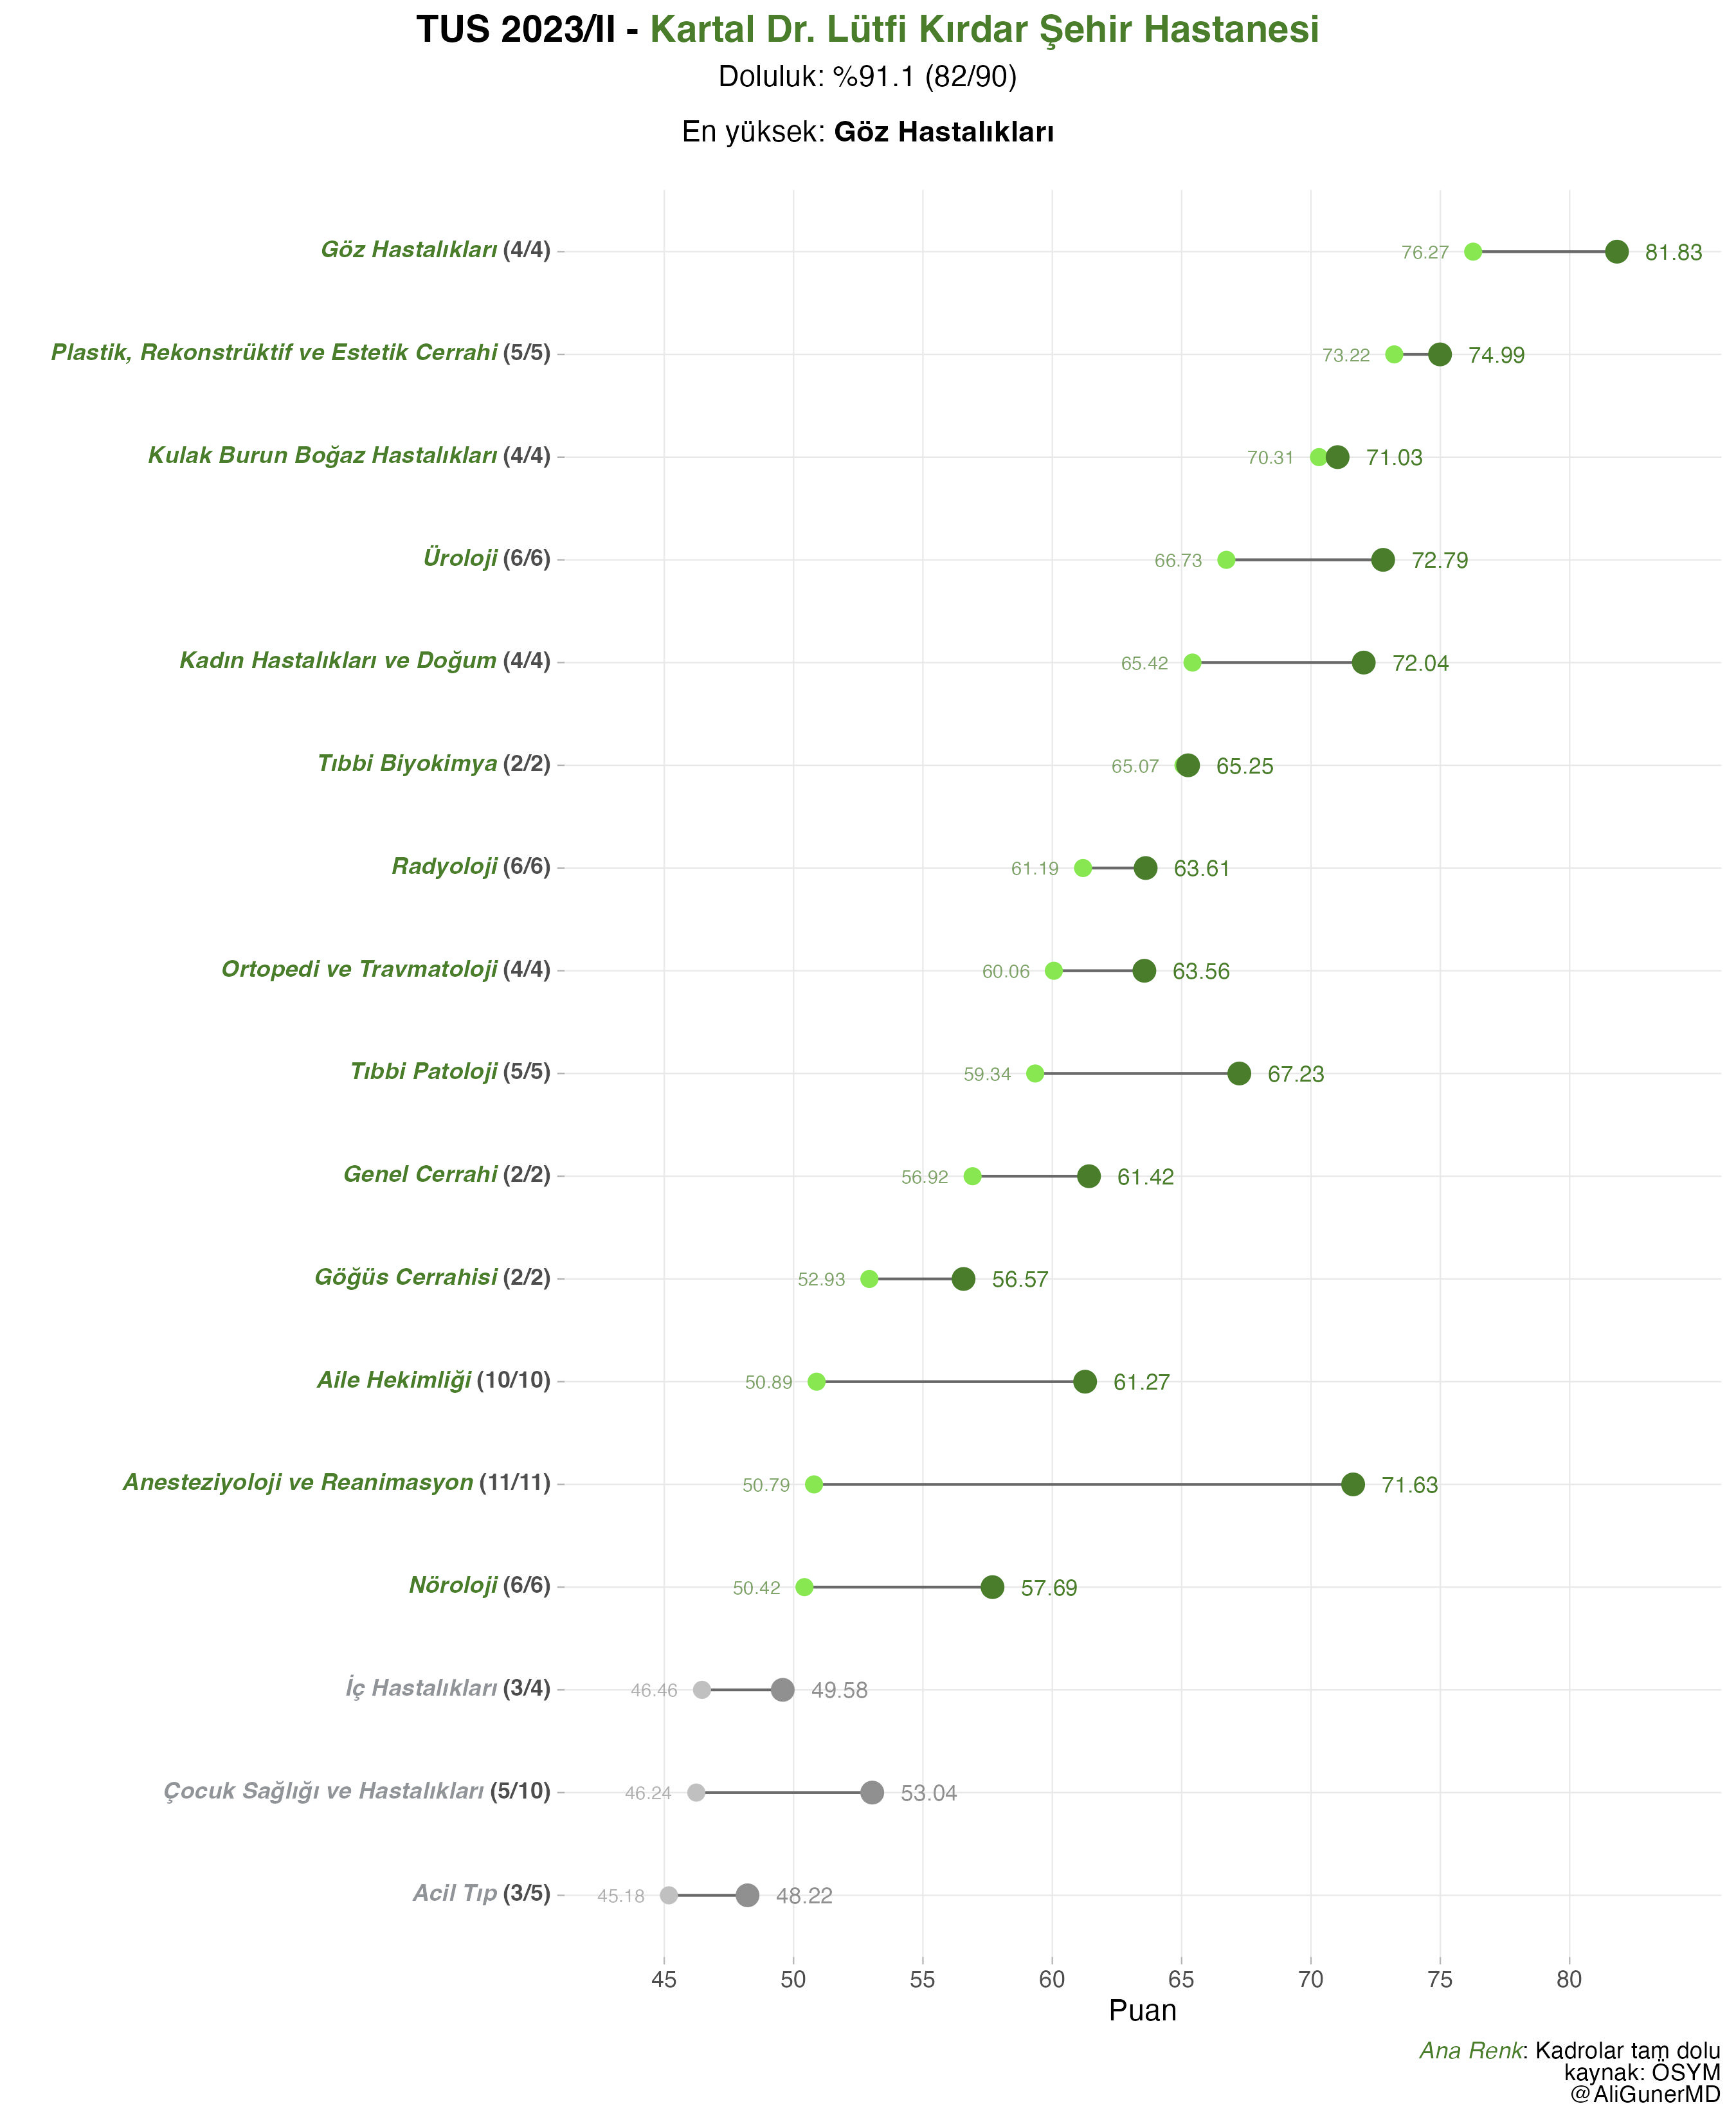 TUS 2023/II - Kartal Dr. Lütfi Kırdar Şehir Hastanesi
Doluluk: %91.1 (82/90)
En yüksek: Göz Hastalıkları
Göz Hastalıkları (4/4) 76.27 81.83
Plastik, Rekonstrüktif ve Estetik Cerrahi (5/5) 73.22 74.99
Kulak Burun Boğaz Hastalıkları (4/4) 70.31 71.03
Üroloji (6/6) 66.73 72.79
Kadın Hastalıkları ve Doğum (4/4) 65.42 72.04
Tıbbi Biyokimya (2/2) 65.07 65.25
Radyoloji (6/6) 61.19 63.61
Ortopedi ve Travmatoloji (4/4) 60.06 63.56
Tıbbi Patoloji (5/5) 59.34 67.23
Genel Cerrahi (2/2) 56.92 61.42
Göğüs Cerrahisi (2/2) 52.93 56.57
Aile Hekimliği (10/10) 50.89 61.27
Anesteziyoloji ve Reanimasyon (11/11) 50.79 71.63
Nöroloji (6/6) 50.42 57.69
İç Hastalıkları (3/4) 46.46 49.58
Çocuk Sağlığı ve Hastalıkları (5/10) 46.24 53.04
Acil Tıp (3/5) 45.18 48.22
45 50 55 60 65 70 75 80
Puan
Ana Renk: Kadrolar tam dolu
kaynak: ÖSYM
@AliGunerMD